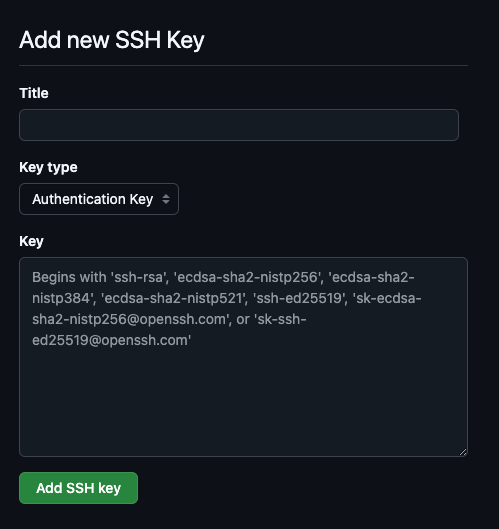 Add new SSH Key
Title
Key type
Authentication Key
Key
Begins with 'ssh-rsa', 'ecdsa-sha2-nistp256', 'ecdsa-sha2-
nistp384', 'ecdsa-sha2-nistp521', 'ssh-ed25519', 'sk-ecdsa-
sha2-nistp256@openssh.com', or 'sk-ssh-
ed25519@openssh.com'
Add SSH key